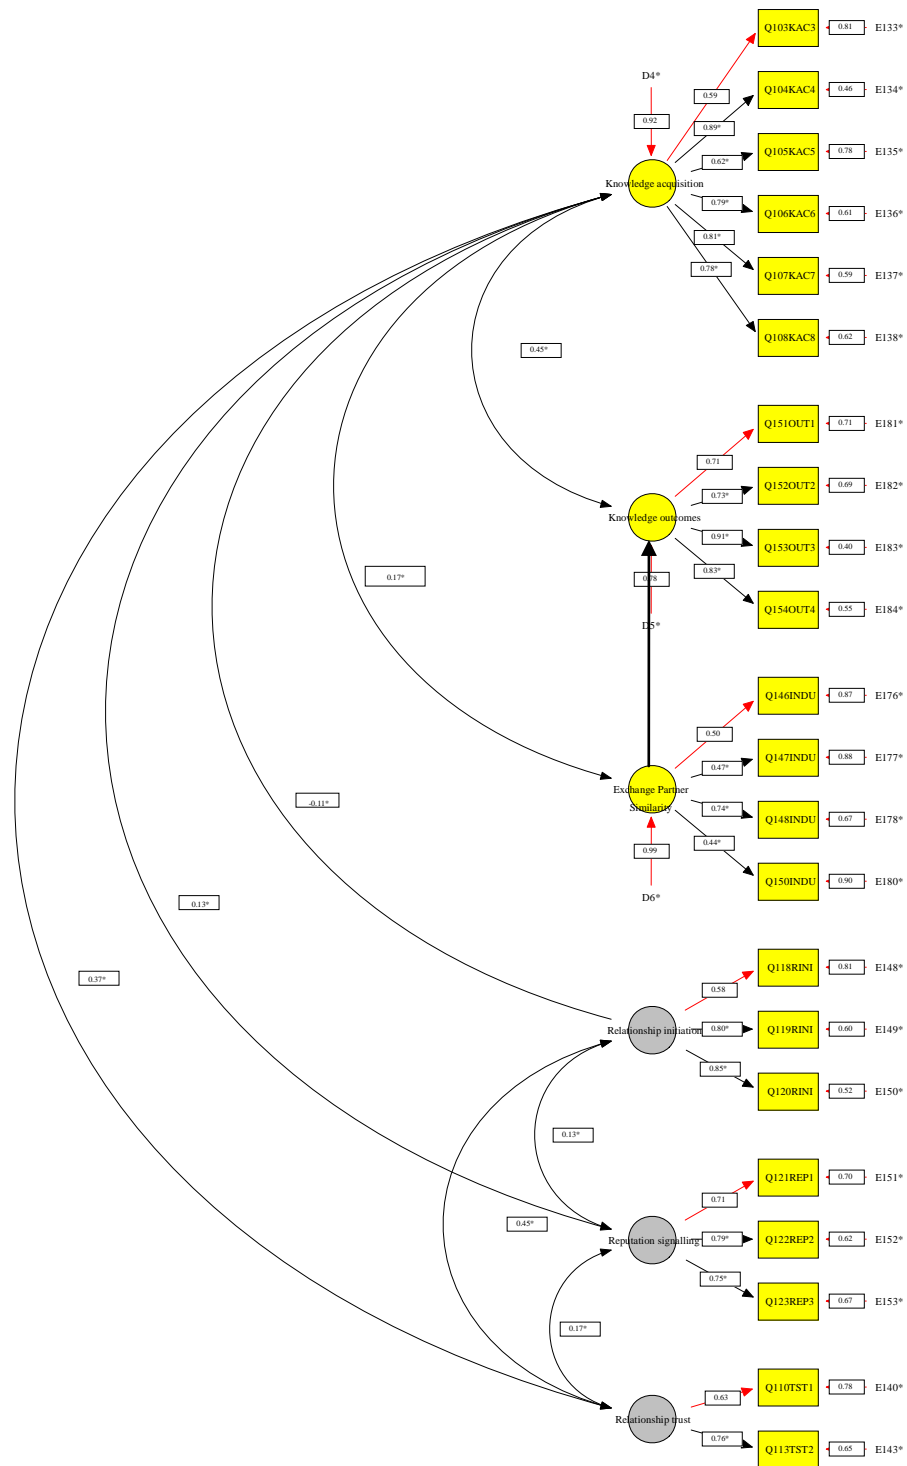 Q103KAC3 0.81 E133*
D4*
0.59
Q104KAC4 0.46 E134*
0.92
0.89*
Q105KAC5 0.78 E135*
0.62*
Knowledge acquisition
0.79*
Q106KAC6 0.61 E136*
0.81*
0.78*
Q107KAC7 0.59 E137*
Q108KAC8 0.62 E138*
0.45*
Q151OUT1 0.71 E181*
0.71
Q152OUT2 0.69 E182*
0.73*
Knowledge outcomes
0.91*
Q153OUT3 0.40 E183*
0.83*
0.17*
0.78
Q154OUT4 0.55 E184*
D5*
Q146INDU 0.87 E176*
0.50
Q147INDU 0.88 E177*
0.47*
Exchange Partner
Similarity
0.74*
Q148INDU 0.67 E178*
-0.11*
0.44*
0.99
Q150INDU 0.90 E180*
D6*
0.13*
Q118RINI 0.81 E148*
0.37*
0.58
Relationship initiation
0.80*
Q119RINI 0.60 E149*
0.85*
Q120RINI 0.52 E150*
0.13*
Q121REP1 0.70 E151*
0.71
0.45*
Reputation signalling
0.79*
Q122REP2 0.62 E152*
0.75*
Q123REP3 0.67 E153*
0.17*
Q110TST1 0.78 E140*
0.63
Relationship trust
0.76*
Q113TST2 0.65 E143*